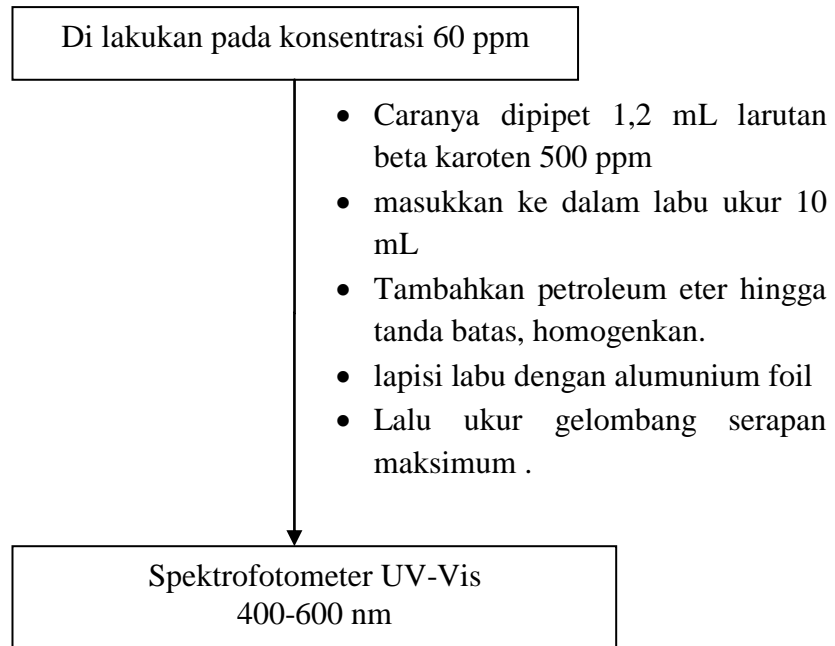 Di lakukan pada konsentrasi 60 ppm
• Caranya dipipet 1,2 mL larutan
beta karoten 500 ppm
• masukkan ke dalam labu ukur 10
mL
• Tambahkan petroleum eter hingga
tanda batas, homogenkan.
• lapisi labu dengan alumunium foil
• Lalu ukur gelombang serapan
maksimum .
Spektrofotometer UV-Vis
400-600 nm